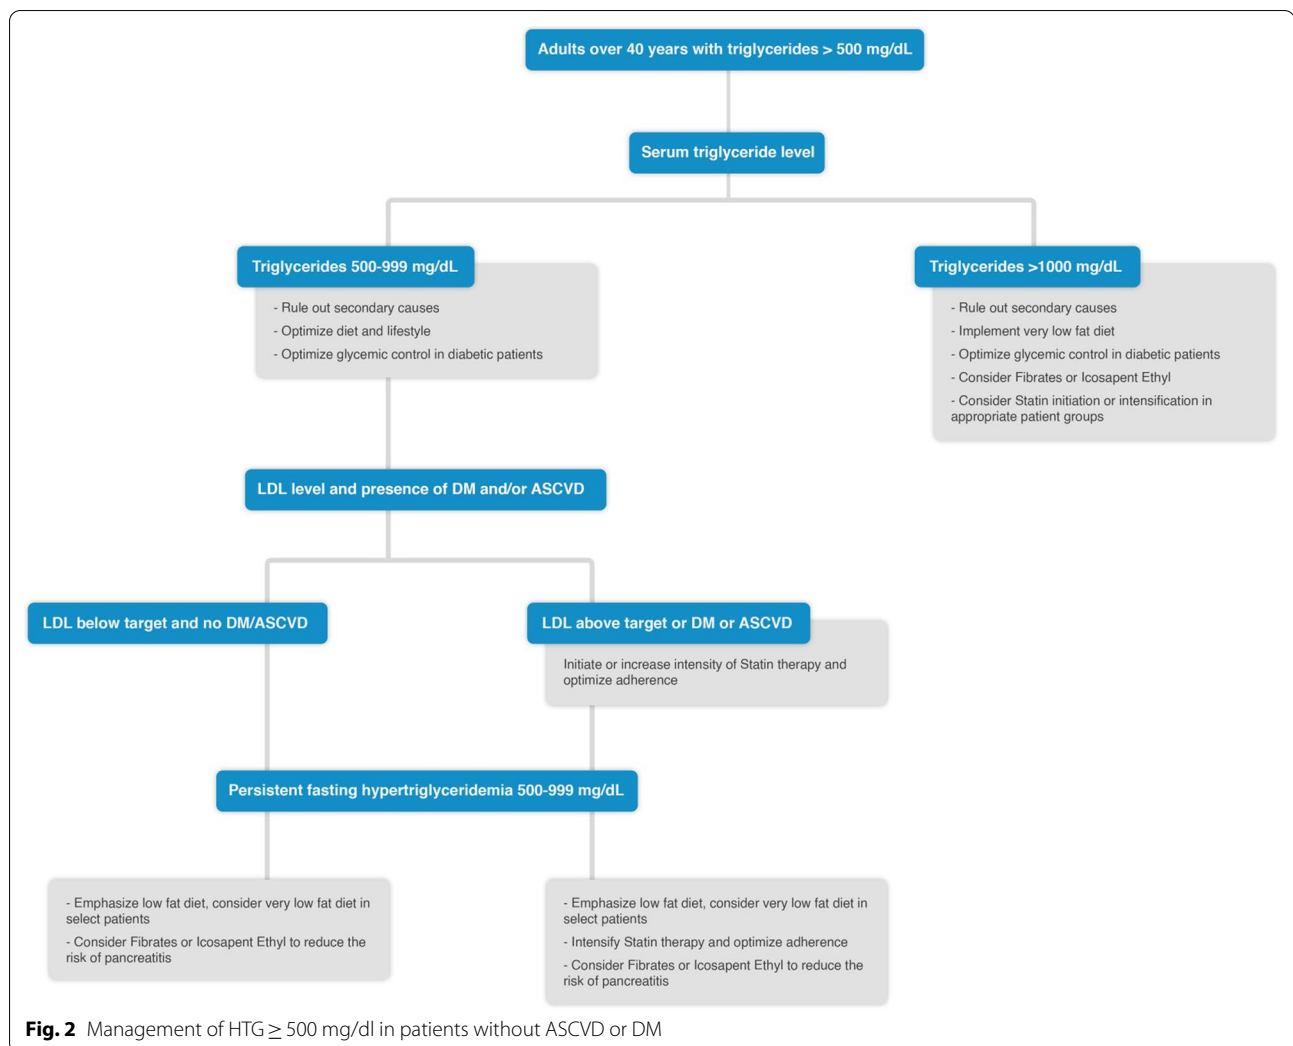 Adults over 40 years with triglycerides > 500 mg/dL
Serum triglyceride level
Triglycerides 500-999 mg/dL
- Rule out secondary causes
- Optimize diet and lifestyle
- Optimize glycemic control in diabetic patients
Triglycerides >1000 mg/dL
- Rule out secondary causes
- Implement very low fat diet
- Optimize glycemic control in diabetic patients
- Consider Fibrates or Icosapent Ethyl
- Consider Statin initiation or intensification in
appropriate patient groups
LDL level and presence of DM and/or ASCVD
LDL below target and no DM/ASCVD
LDL above target or DM or ASCVD
Initiate or increase intensity of Statin therapy and
optimize adherence
Persistent fasting hypertriglyceridemia 500-999 mg/dL
- Emphasize low fat diet, consider very low fat diet in
select patients
- Consider Fibrates or Icosapent Ethyl to reduce the
risk of pancreatitis
- Emphasize low fat diet, consider very low fat diet in
select patients
- Intensify Statin therapy and optimize adherence
- Consider Fibrates or Icosapent Ethyl to reduce the
risk of pancreatitis
Fig. 2 Management of HTG ≥ 500 mg/dl in patients without ASCVD or DM